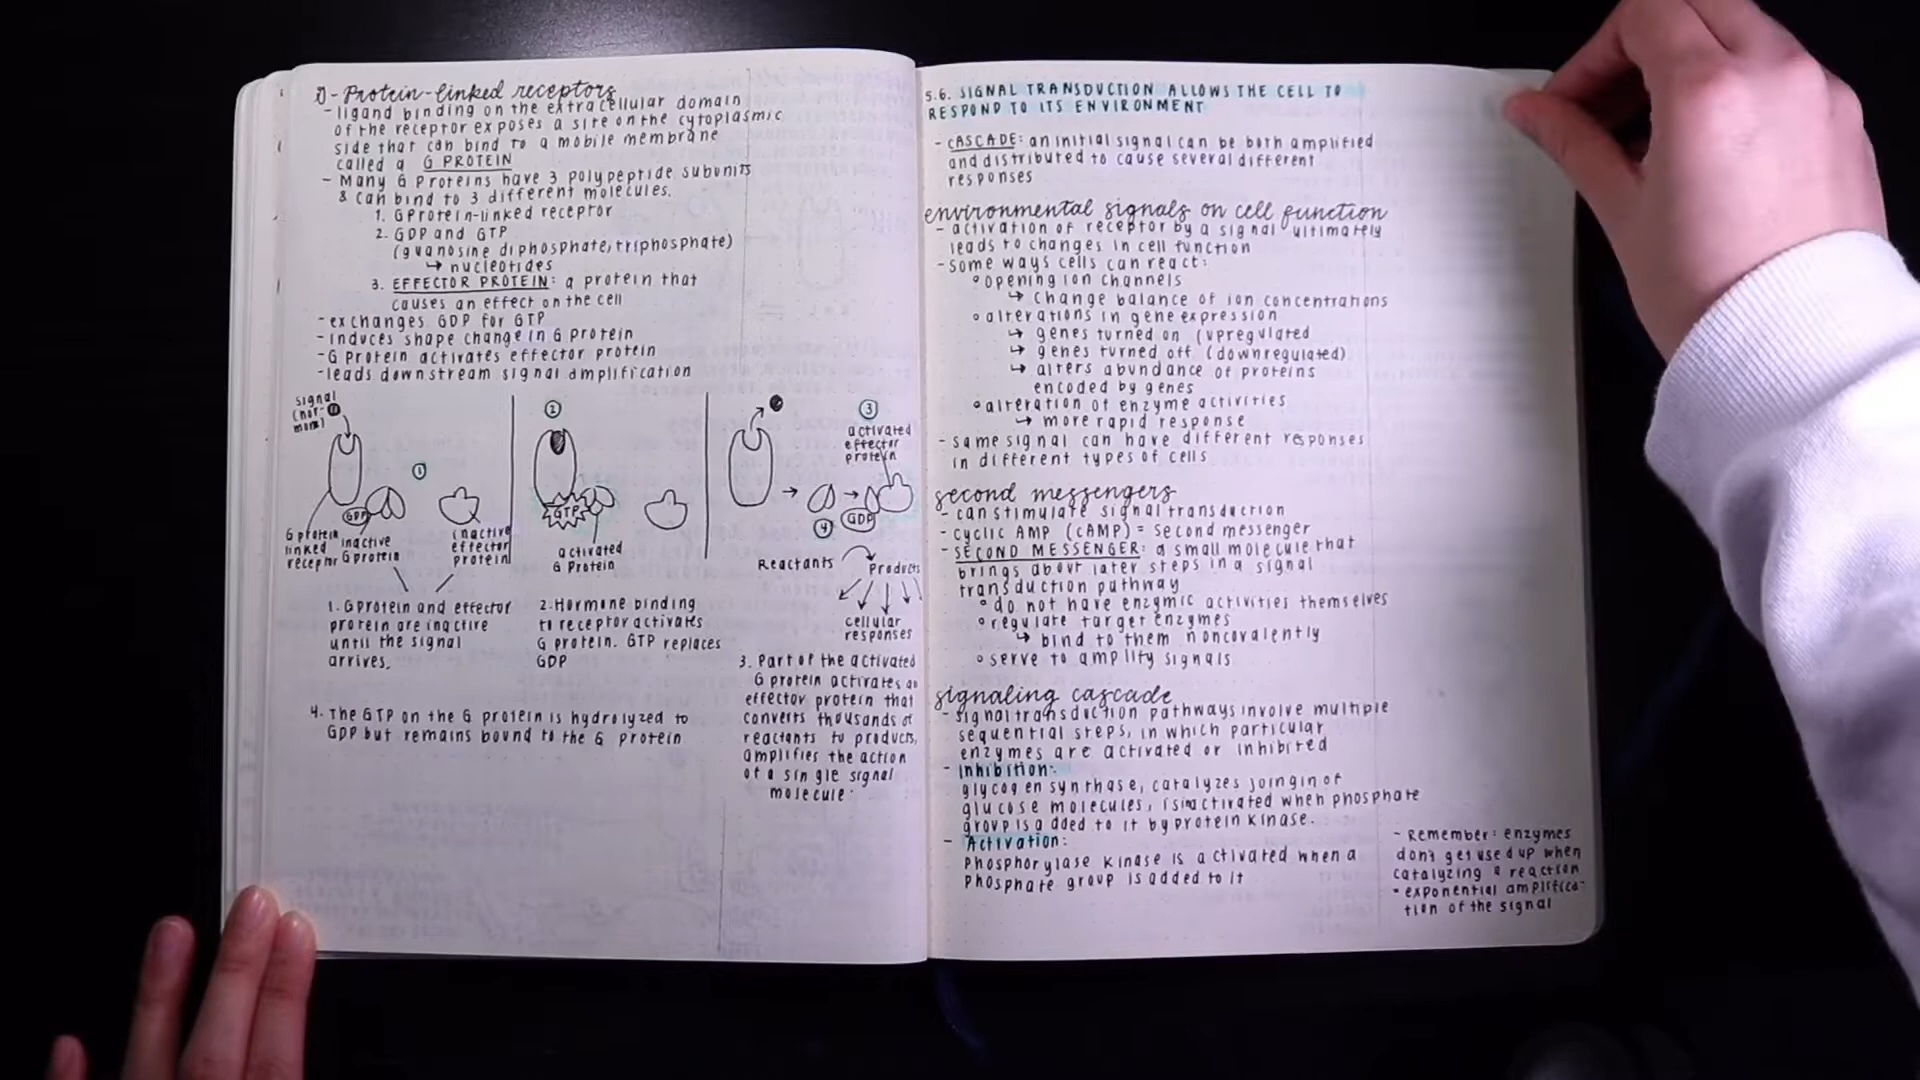 G- Protein-linked receptors
- ligand binding on the extracellular domain
of the receptor exposes a site on the cytoplasmic
side that can bind to a mobile membrane
called a G PROTEIN
- Many G Proteins have 3 polypeptide subunits
& can bind to 3 different molecules.
1. G Protein-linked receptor
2. GDP and GTP
(guanosine diphosphate, triphosphate)
↳ nucleotides
3. EFFECTOR PROTEIN: a protein that
causes an effect on the cell
- exchanges GDP for GTP
- induces shape change in G protein
- G Protein activates effector protein
- leads downstream signal amplification
signal
(hor-
mone)
1
GDP
G protein
linked
receptor
inactive
G protein
inactive
effector
protein
1. G protein and effector
protein are inactive
until the signal
arrives.
2
GTP
activated
G Protein
2. Hormone binding
to receptor activates
G protein. GTP replaces
GDP
3
activated
effector
protein
4
GDP
Reactants
Products
cellular
responses
3. Part of the activated
G protein activates an
effector protein that
converts thousands of
reactants to products,
amplifies the action
of a single signal
molecule.
4. The GTP on the G protein is hydrolyzed to
GDP but remains bound to the G protein
5.6. SIGNAL TRANSDUCTION ALLOWS THE CELL TO
RESPOND TO ITS ENVIRONMENT
- CASCADE: an initial signal can be both amplified
and distributed to cause several different
responses
environmental signals on cell function
- activation of receptor by a signal ultimately
leads to changes in cell function
- some ways cells can react:
° opening ion channels
↳ change balance of ion concentrations
° alterations in gene expression
↳ genes turned on (upregulated
↳ genes turned off (downregulated)
↳ alters abundance of proteins
encoded by genes
° alteration of enzyme activities
↳ more rapid response
- same signal can have different responses
in different types of cells
second messengers
- can stimulate signal transduction
- cyclic AMP (cAMP) = second messenger
- SECOND MESSENGER: a small molecule that
brings about later steps in a signal
transduction pathway
° do not have enzymic activities themselves
° regulate target enzymes
↳ bind to them noncovalently
° serve to amplify signals
signaling cascade
- signal transduction pathways involve multiple
sequential steps, in which particular
enzymes are activated or inhibited
- Inhibition:
glycogen synthase, catalyzes joingin of
glucose molecules, is inactivated when phosphate
group is added to it by protein kinase.
- Activation:
Phosphorylase kinase is activated when a
phosphate group is added to it
- Remember: enzymes
don't get used up when
catalyzing a reaction
- exponential amplifica-
tion of the signal